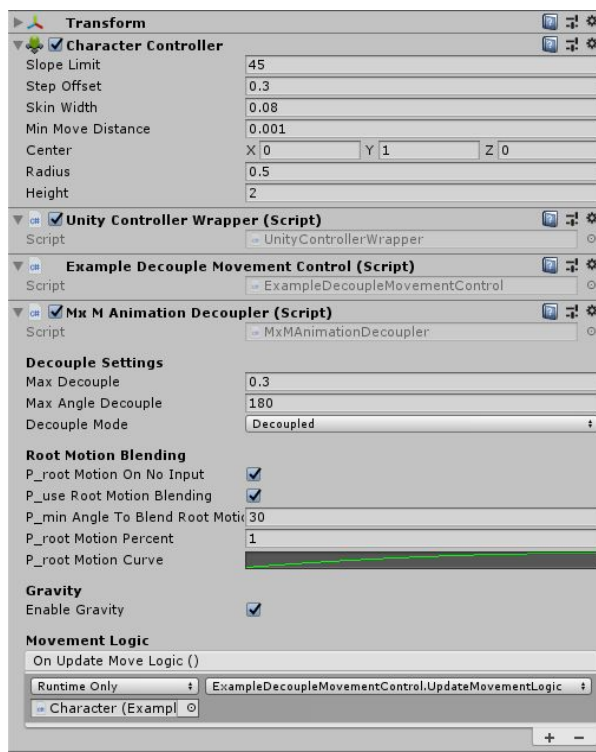 Transform
Character Controller
Slope Limit 45
Step Offset 0.3
Skin Width 0.08
Min Move Distance 0.001
Center X 0 Y 1 Z 0
Radius 0.5
Height 2
Unity Controller Wrapper (Script)
Script UnityControllerWrapper
Example Decouple Movement Control (Script)
Script ExampleDecoupleMovementControl
Mx M Animation Decoupler (Script)
Script MxMAnimationDecoupler
Decouple Settings
Max Decouple 0.3
Max Angle Decouple 180
Decouple Mode Decoupled
Root Motion Blending
P_root Motion On No Input
P_use Root Motion Blending
P_min Angle To Blend Root Motic 30
P_root Motion Percent 1
P_root Motion Curve
Gravity
Enable Gravity
Movement Logic
On Update Move Logic ()
Runtime Only ExampleDecoupleMovementControl.UpdateMovementLogic
Character (Exampl
+ −